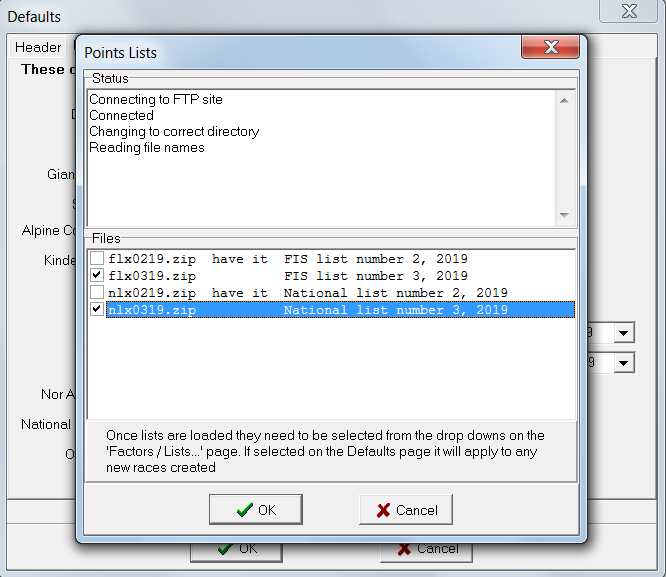 Defaults
Header
Points Lists
These
Status
Connecting to FTP site
Connected
Changing to correct directory
Reading file names
Gian
Alpine Co
Kinde
Nor A
National
O
Files
flx0219.zip have it FIS list number 2, 2019
flx0319.zip FIS list number 3, 2019
nlx0219.zip have it National list number 2, 2019
nlx0319.zip National list number 3, 2019
9
9
Once lists are loaded they need to be selected from the drop downs on the
'Factors / Lists...' page. If selected on the Defaults page it will apply to any
new races created
OK Cancel
OK Cancel